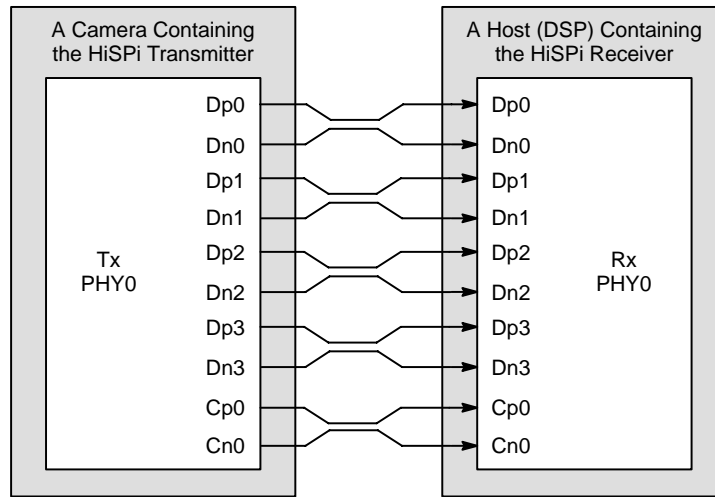 A Camera Containing
the HiSPi Transmitter
A Host (DSP) Containing
the HiSPi Receiver
Dp0
Dn0
Dp1
Dn1
Dp2
Dn2
Dp3
Dn3
Cp0
Cn0
Tx
PHY0
Dp0
Dn0
Dp1
Dn1
Dp2
Dn2
Dp3
Dn3
Cp0
Cn0
Rx
PHY0